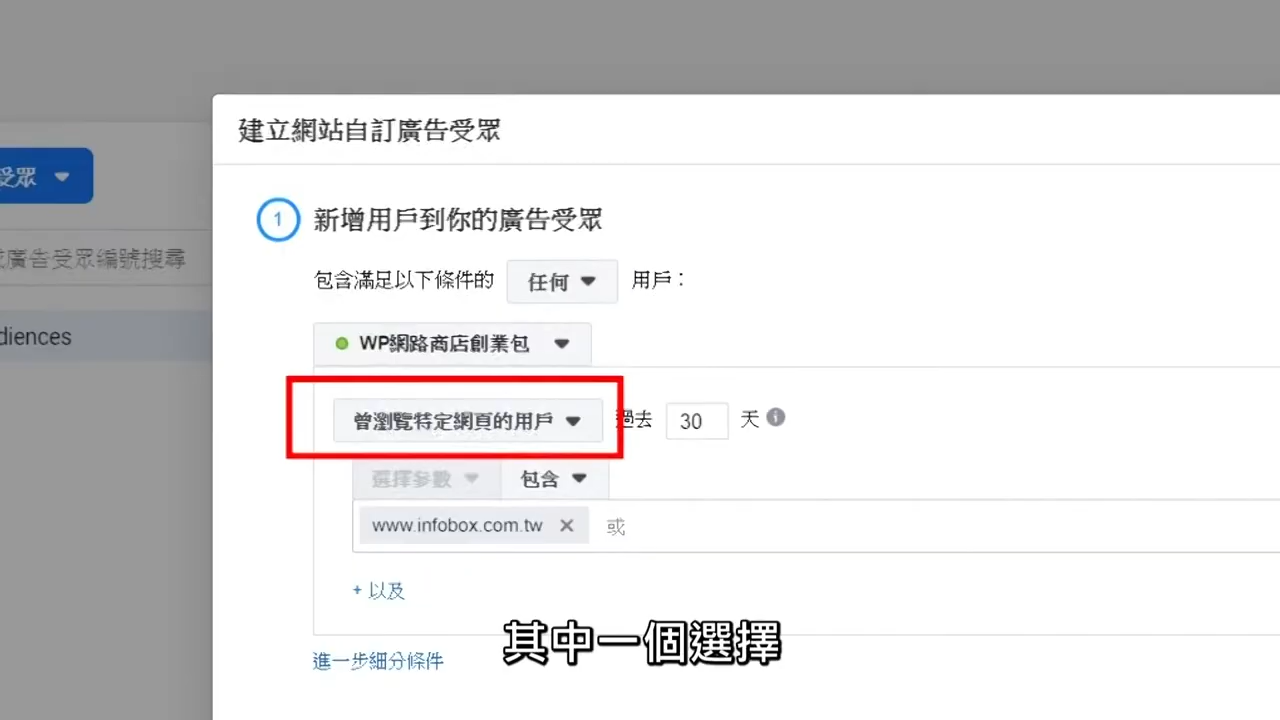 建立網站自訂廣告受眾
受眾
1 新增用戶到你的廣告受眾
廣告受眾編號搜尋
包含滿足以下條件的 任何 用戶：
diences
WP網路商店創業包
曾瀏覽特定網頁的用戶 過去 30 天
選擇參數 包含
www.infobox.com.tw × 或
+ 以及
其中一個選擇
進一步細分條件